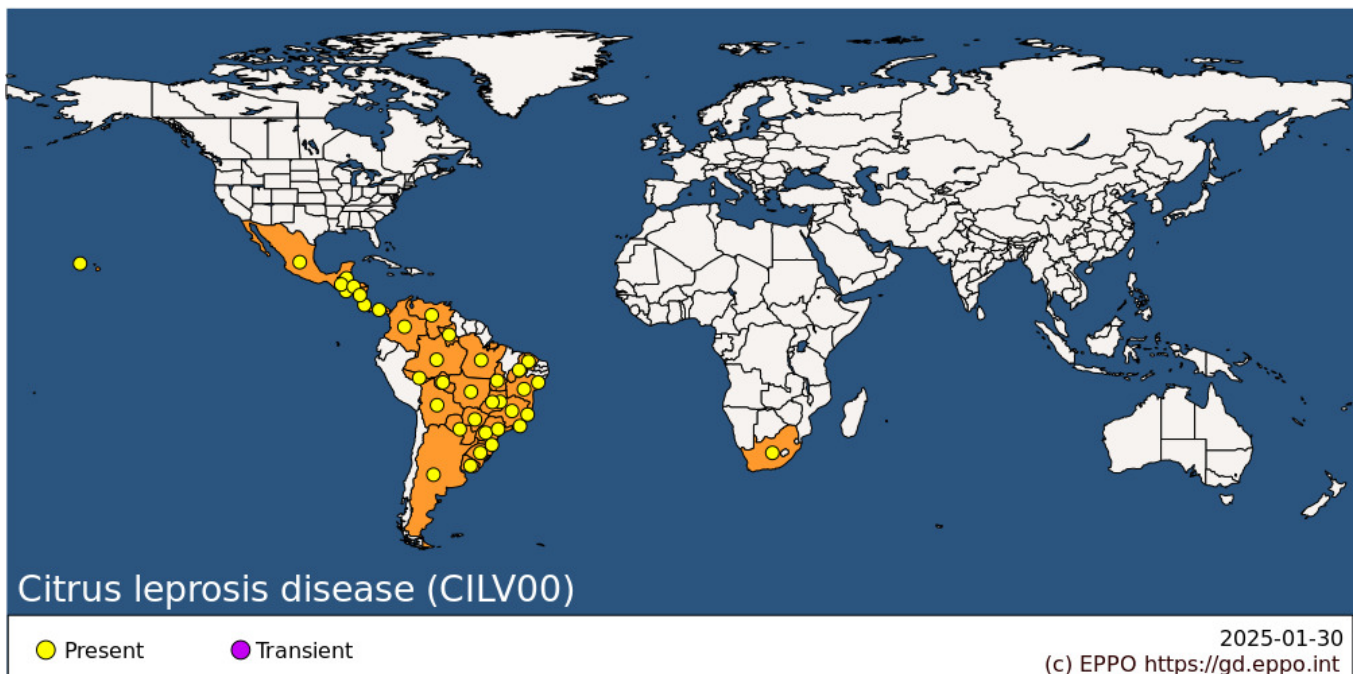 Citrus leprosis disease (CILV00)
Present
Transient
2025-01-30
(c) EPPO https://gd.eppo.int